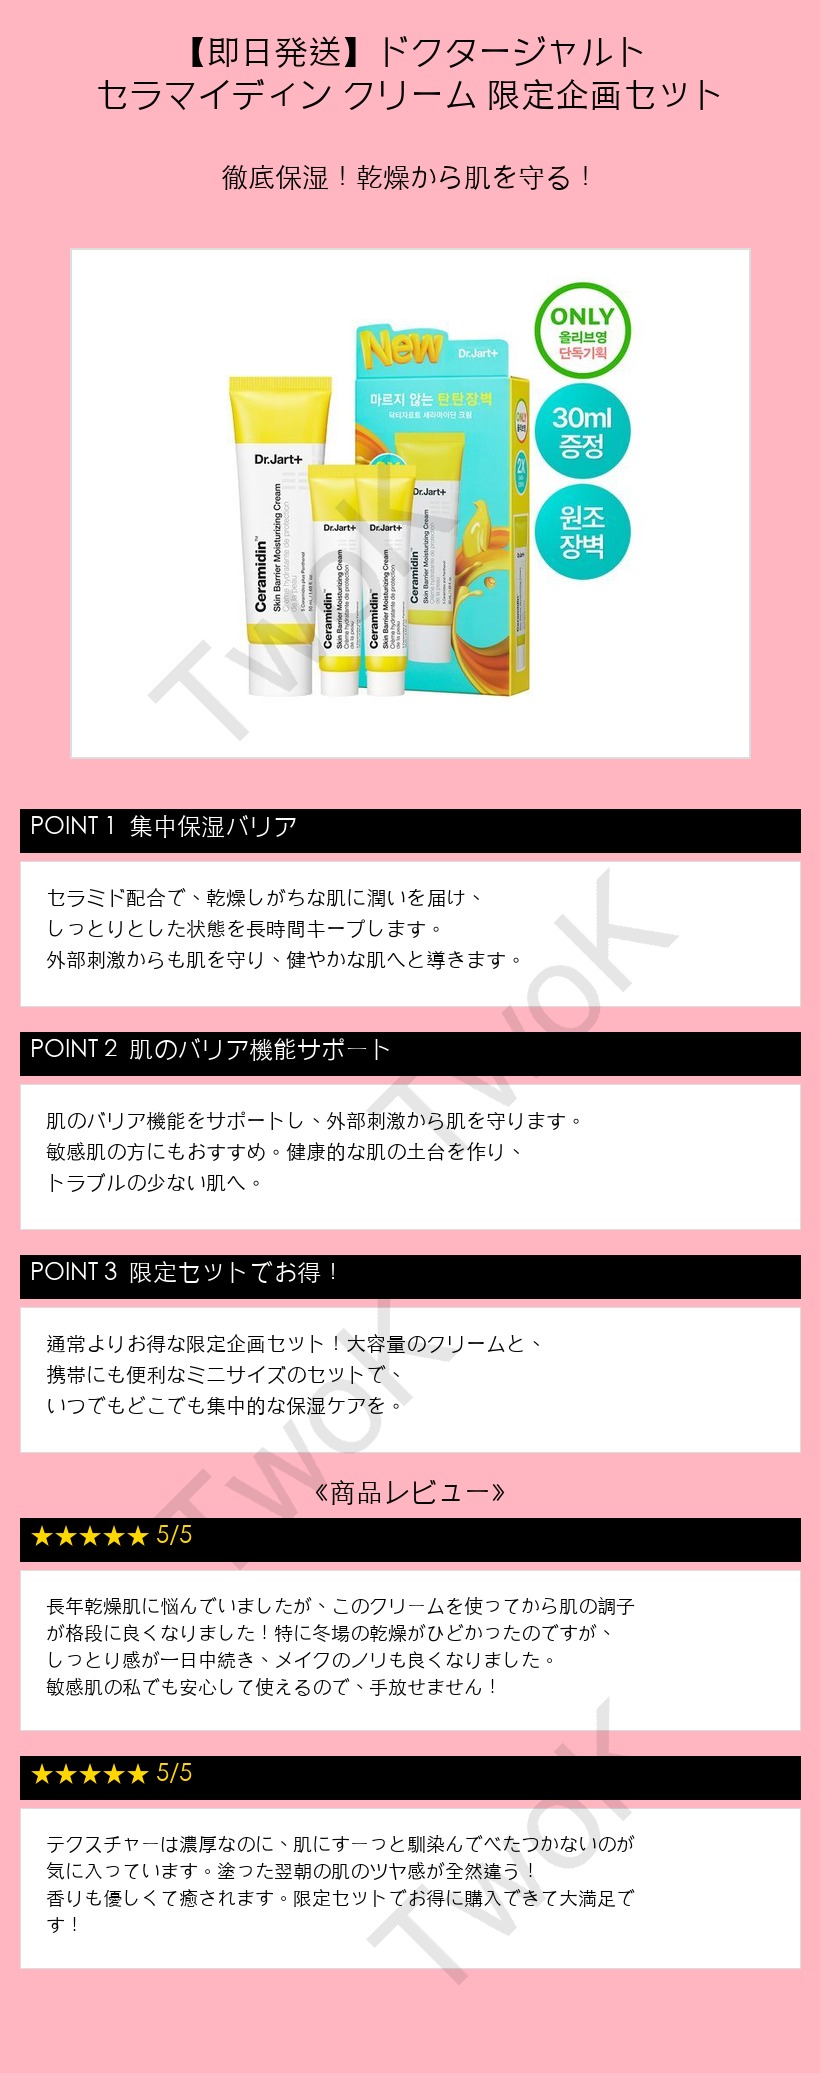 【即日発送】ドクタージャルト
セラマイディン クリーム 限定企画セット
徹底保湿！乾燥から肌を守る！
ONLY
올리브영
단독기획
New
Dr.Jart+
마르지 않는 탄탄장벽
닥터자르트 세라마이딘 크림
30ml
증정
원조
장벽
Dr.Jart+
Ceramidin™
Skin Barrier Moisturizing Cream
Crème hydratante de protection
de la peau
Dr.Jart+
Ceramidin
Skin Barrier Moisturizing Cream
Crème hydratante de protection
de la peau
Dr.Jart+
Ceramidin
Skin Barrier Moisturizing Cream
Crème hydratante de protection
de la peau
Dr.Jart+
Ceramidin
Skin Barrier Moisturizing Cream
2X
TwoK
POINT 1 集中保湿バリア
セラミド配合で、乾燥しがちな肌に潤いを届け、
しっとりとした状態を長時間キープします。
外部刺激からも肌を守り、健やかな肌へと導きます。
TwoK
POINT 2 肌のバリア機能サポート
肌のバリア機能をサポートし、外部刺激から肌を守ります。
敏感肌の方にもおすすめ。健康的な肌の土台を作り、
トラブルの少ない肌へ。
POINT 3 限定セットでお得！
通常よりお得な限定企画セット！大容量のクリームと、
携帯にも便利なミニサイズのセットで、
いつでもどこでも集中的な保湿ケアを。
TwoK
《商品レビュー》
★★★★★ 5/5
長年乾燥肌に悩んでいましたが、このクリームを使ってから肌の調子
が格段に良くなりました！特に冬場の乾燥がひどかったのですが、
しっとり感が一日中続き、メイクのノリも良くなりました。
敏感肌の私でも安心して使えるので、手放せません！
★★★★★ 5/5
テクスチャーは濃厚なのに、肌にすーっと馴染んでべたつかないのが
気に入っています。塗った翌朝の肌のツヤ感が全然違う！
香りも優しくて癒されます。限定セットでお得に購入できて大満足で
す！
TwoK